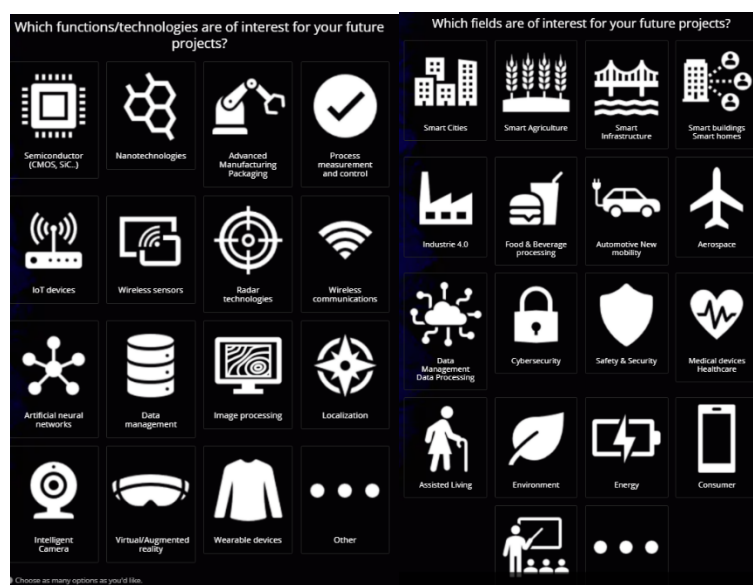 Which functions/technologies are of interest for your future
projects?
Semiconductor
(CMOS, SiC..)
Nanotechnologies
Advanced
Manufacturing
Packaging
Process
measurement
and control
IoT devices
Wireless sensors
Radar
technologies
Wireless
communications
Artificial neural
networks
Data
management
Image processing
Localization
Intelligent
Camera
Virtual/Augmented
reality
Wearable devices
Other
Choose as many options as you'd like.
Which fields are of interest for your future projects?
Smart Cities
Smart Agriculture
Smart
Infrastructure
Smart buildings
Smart homes
Industrie 4.0
Food & Beverage
processing
Automotive New
mobility
Aerospace
Data
Management
Data Processing
Cybersecurity
Safety & Security
Medical devices
Healthcare
Assisted Living
Environment
Energy
Consumer